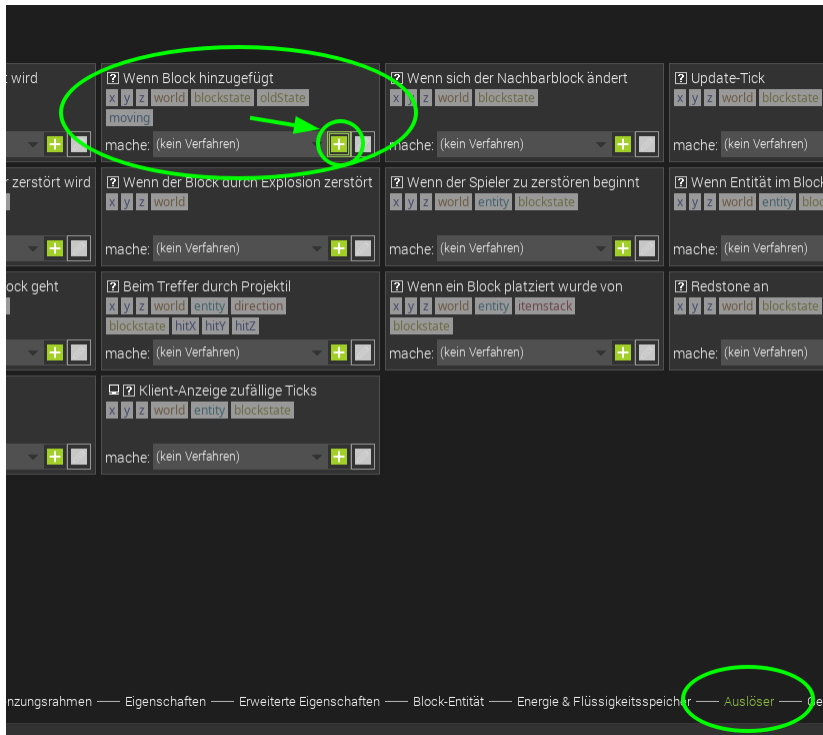 wird
Wenn Block hinzugefügt
x y z world blockstate oldState
moving
mache: (kein Verfahren)
Wenn sich der Nachbarblock ändert
x y z world blockstate
mache: (kein Verfahren)
Update-Tick
x y z world blockstate
mache: (kein Verfahren)
zerstört wird
Wenn der Block durch Explosion zerstört
x y z world
mache: (kein Verfahren)
Wenn der Spieler zu zerstören beginnt
x y z world entity blockstate
mache: (kein Verfahren)
Wenn Entität im Block
x y z world entity bloc
mache: (kein Verfahren)
ock geht
Beim Treffer durch Projektil
x y z world entity direction
blockstate hitX hitY hitZ
mache: (kein Verfahren)
Wenn ein Block platziert wurde von
x y z world entity itemstack
blockstate
mache: (kein Verfahren)
Redstone an
x y z world blockstate
mache: (kein Verfahren)
Klient-Anzeige zufällige Ticks
x y z world entity blockstate
mache: (kein Verfahren)
nzungsrahmen — Eigenschaften — Erweiterte Eigenschaften — Block-Entität — Energie & Flüssigkeitsspeicher — Auslöser — Ge